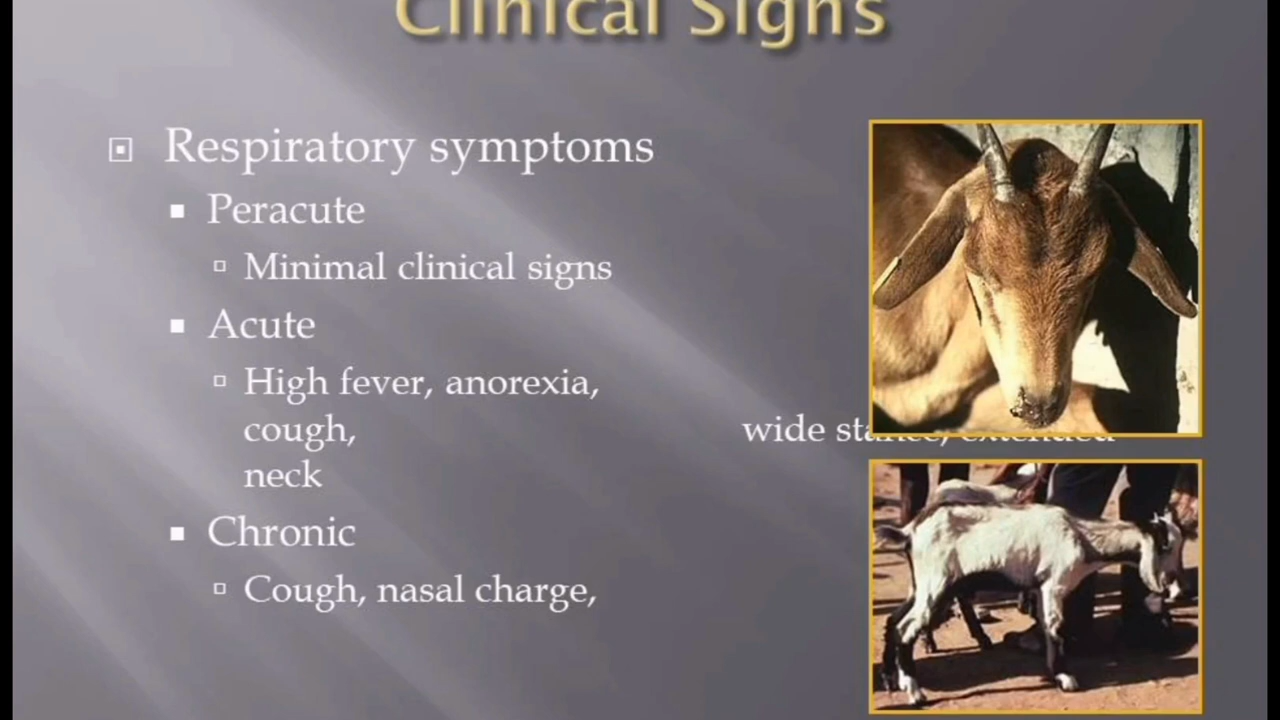 Clinical Signs
Respiratory symptoms
Peracute
Minimal clinical signs
Acute
High fever, anorexia,
cough, wide stance, extended
neck
Chronic
Cough, nasal charge,